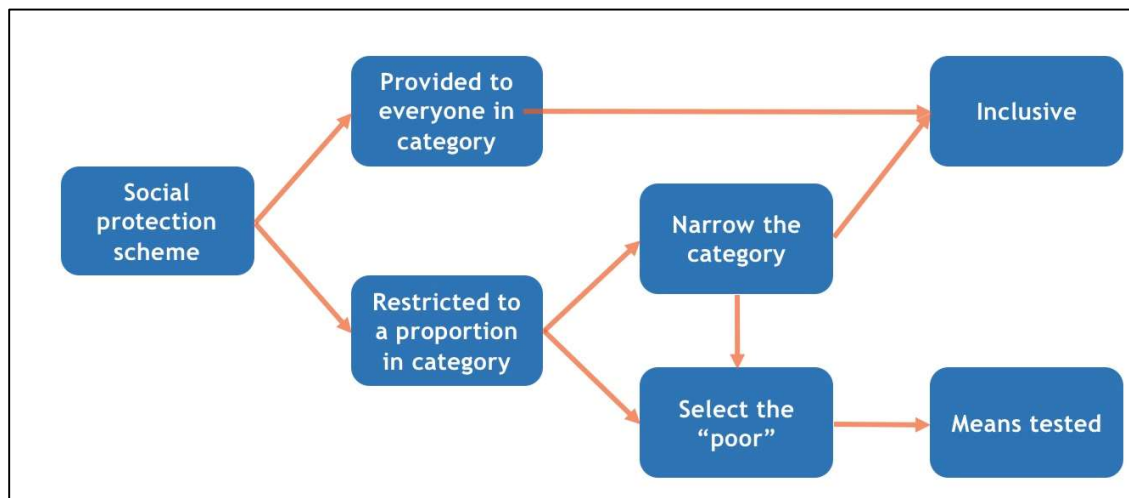 Provided to
everyone in
category
Inclusive
Social
protection
scheme
Narrow the
category
Restricted to
a proportion
in category
Select the
“poor”
Means tested